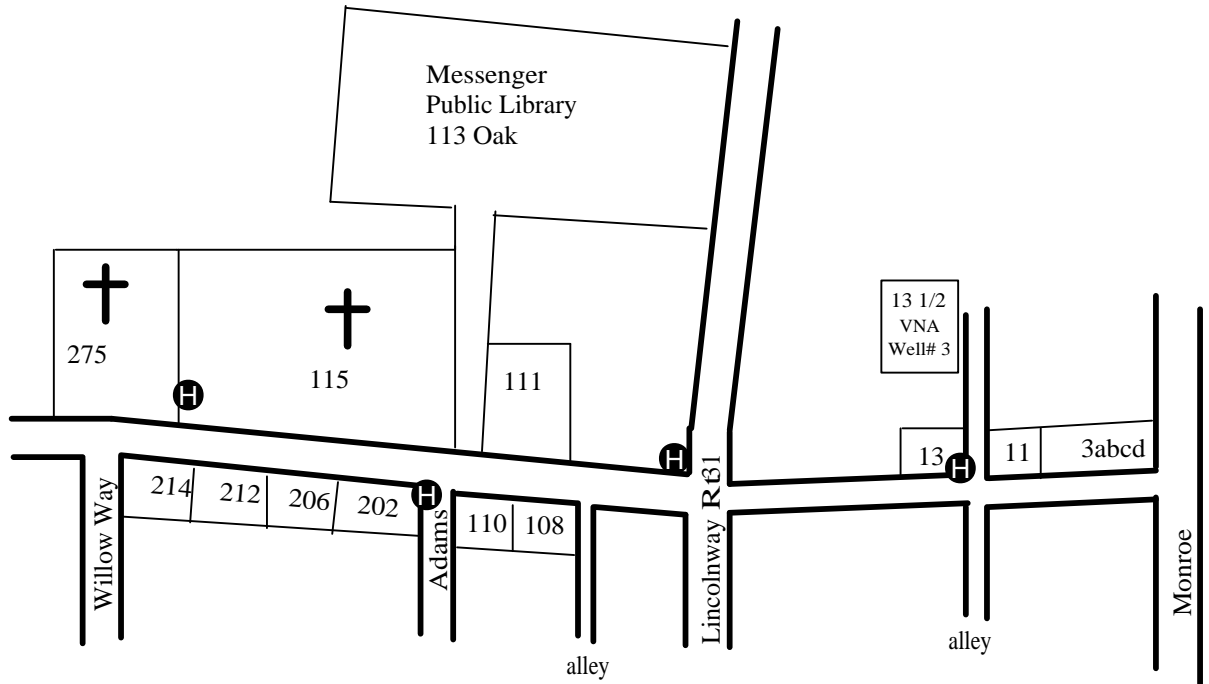 Messenger
Public Library
113 Oak
13 1/2
VNA
Well# 3
275
115
111
H
H
13
H
11
3abcd
214
212
206
202
H
110
108
Willow Way
Adams
Lincolnway Rt31
Monroe
alley
alley